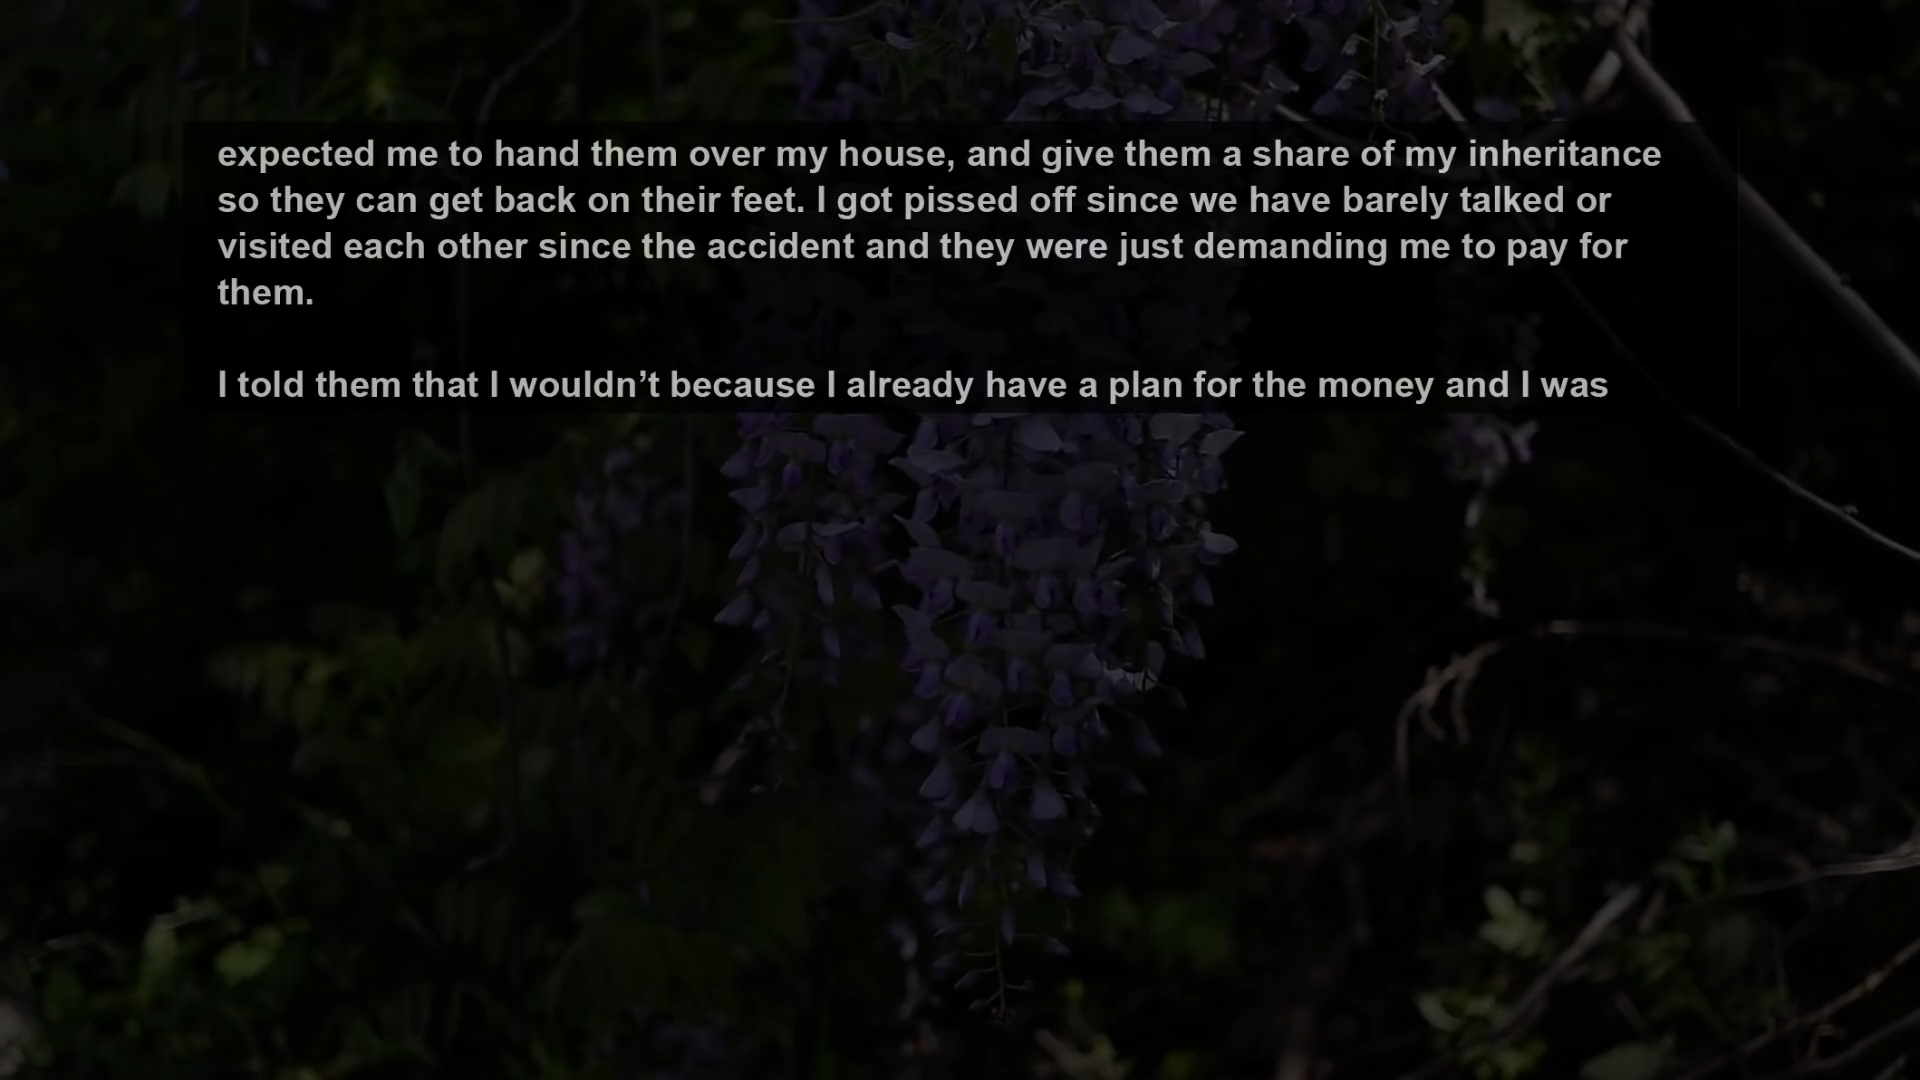 expected me to hand them over my house, and give them a share of my inheritance
so they can get back on their feet. I got pissed off since we have barely talked or
visited each other since the accident and they were just demanding me to pay for
them.
I told them that I wouldn’t because I already have a plan for the money and I was